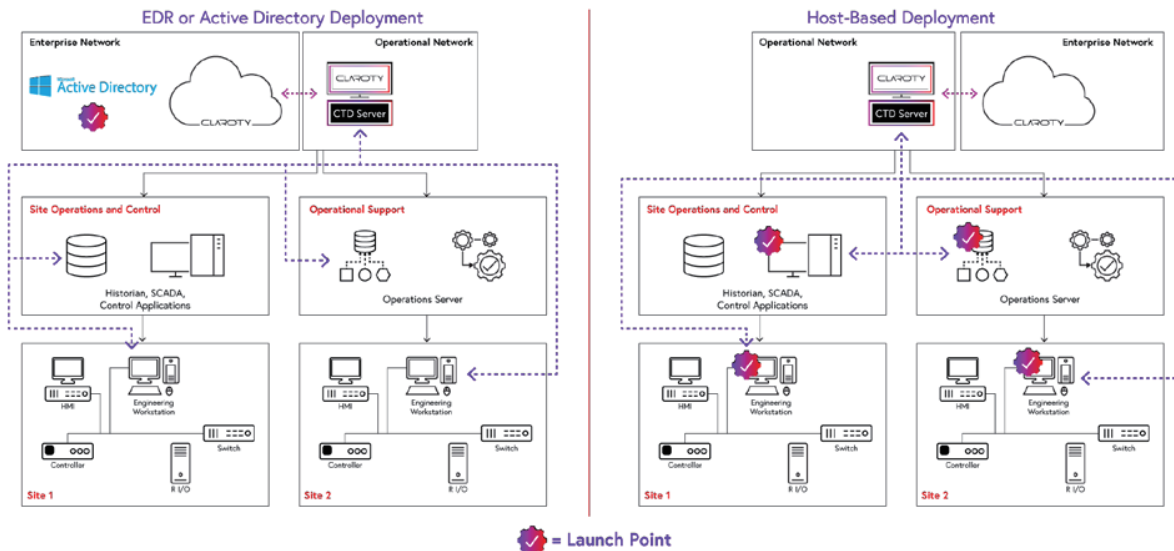 EDR or Active Directory Deployment
Enterprise Network
Operational Network
Microsoft
Active Directory
CLAROTY
CLAROTY
CTD Server
Site Operations and Control
Historian, SCADA,
Control Applications
Operational Support
Operations Server
HMI
Engineering
Workstation
Controller
Switch
R I/O
Site 1
HMI
Engineering
Workstation
Controller
Switch
R I/O
Site 2
Host-Based Deployment
Operational Network
Enterprise Network
CLAROTY
CTD Server
CLAROTY
Site Operations and Control
Historian, SCADA,
Control Applications
Operational Support
Operations Server
HMI
Engineering
Workstation
Controller
Switch
R I/O
Site 1
HMI
Engineering
Workstation
Controller
Switch
R I/O
Site 2
= Launch Point